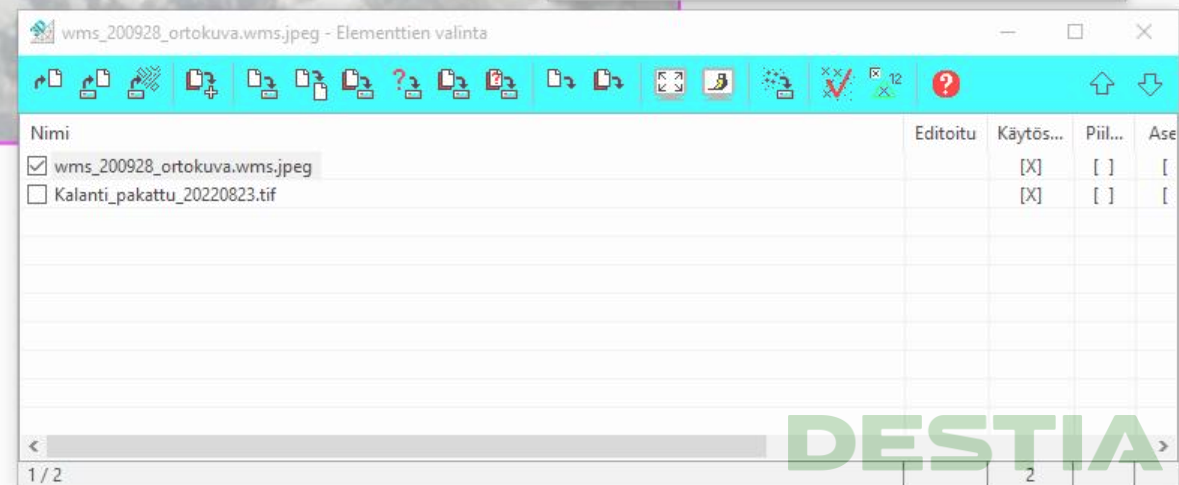 wms_200928_ortokuva.wms.jpeg - Elementtien valinta
? ? 12 ?
Nimi Editoitu Käytös... Piil... Ase
wms_200928_ortokuva.wms.jpeg [X] [ ] [
Kalanti_pakattu_20220823.tif [X] [ ] [
1 / 2 2
DESTIA